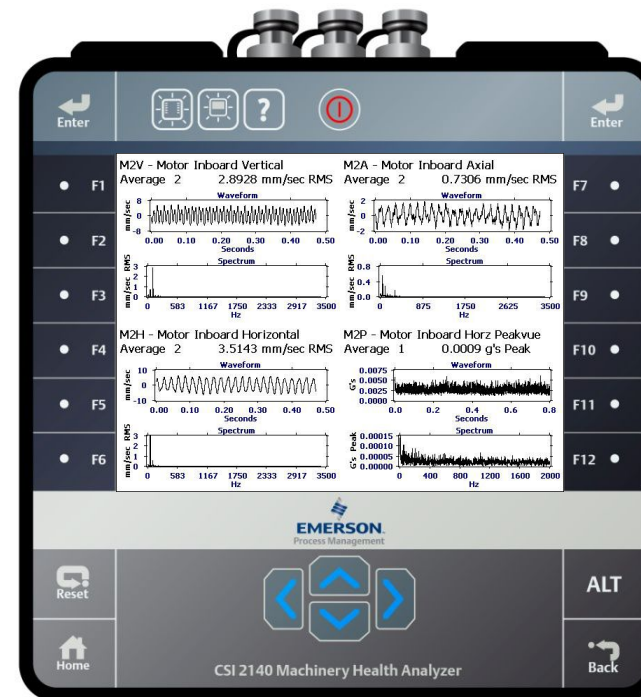 Enter
?
Enter
F1
F2
F3
F4
F5
F6
M2V - Motor Inboard Vertical
Average 2 2.8928 mm/sec RMS
Waveform
mm/sec
8
0
-8
0.00 0.10 0.20 0.30 0.40 0.50
Seconds
Spectrum
mm/sec RMS
3
2
1
0
0 583 1167 1750 2333 2917 3500
Hz
M2A - Motor Inboard Axial
Average 2 0.7306 mm/sec RMS
Waveform
mm/sec
2
0
-2
0.00 0.10 0.20 0.30 0.40 0.50
Seconds
Spectrum
mm/sec RMS
0.8
0.4
0.0
0 875 1750 2625 3500
Hz
M2H - Motor Inboard Horizontal
Average 2 3.5143 mm/sec RMS
Waveform
mm/sec
10
0
-10
0.00 0.10 0.20 0.30 0.40 0.50
Seconds
Spectrum
mm/sec RMS
3
2
1
0
0 583 1167 1750 2333 2917 3500
Hz
M2P - Motor Inboard Horz Peakvue
Average 1 0.0009 g's Peak
Waveform
G's
0.0075
0.0050
0.0025
0.0000
0.0 0.2 0.4 0.6 0.8
Seconds
Spectrum
G's Peak
0.00015
0.00010
0.00005
0.00000
0 400 800 1200 1600 2000
Hz
F7
F8
F9
F10
F11
F12
EMERSON.
Process Management
Reset
ALT
Home
CSI 2140 Machinery Health Analyzer
Back